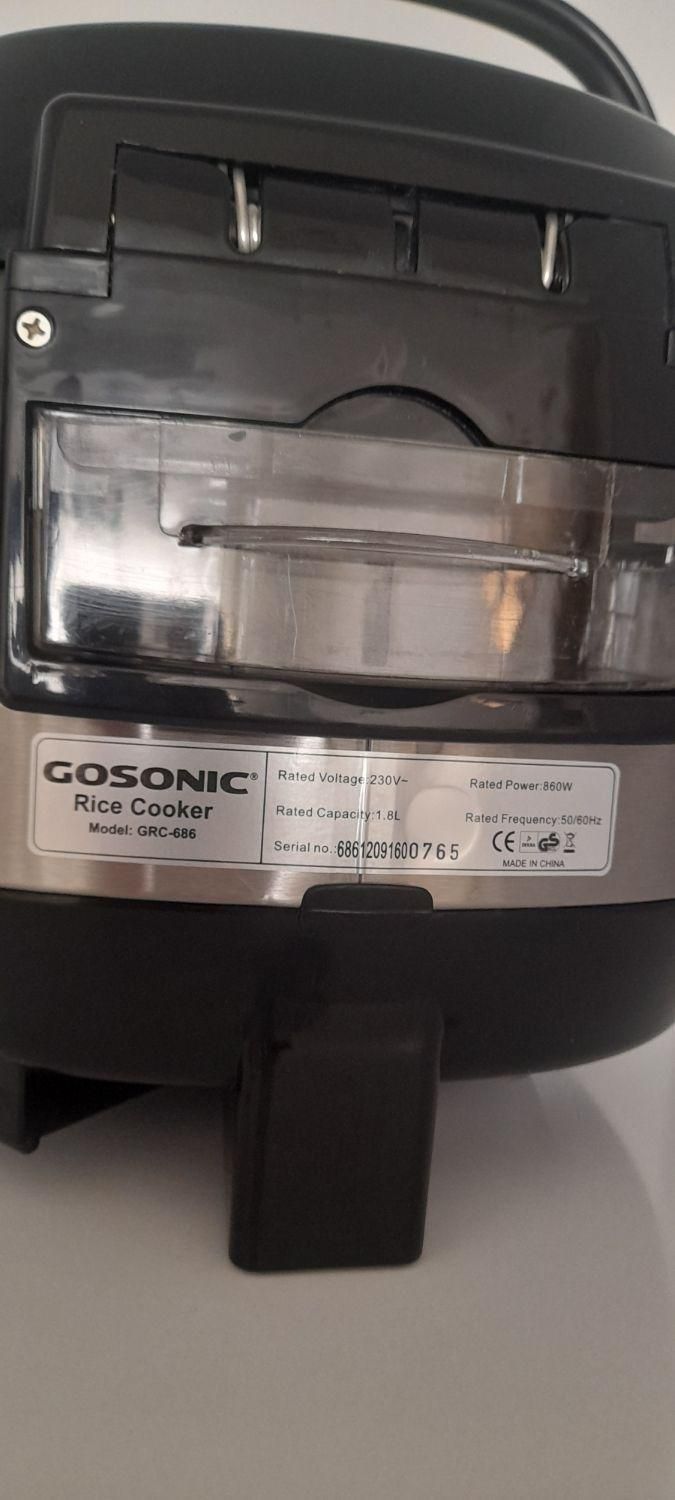 GOSONIC®
Rice Cooker
Model: GRC-686
Rated Voltage:230V~
Rated Power:860W
Rated Capacity:1.8L
Rated Frequency:50/60Hz
Serial no.:68612091600765
CE DEKRA GS
MADE IN CHINA